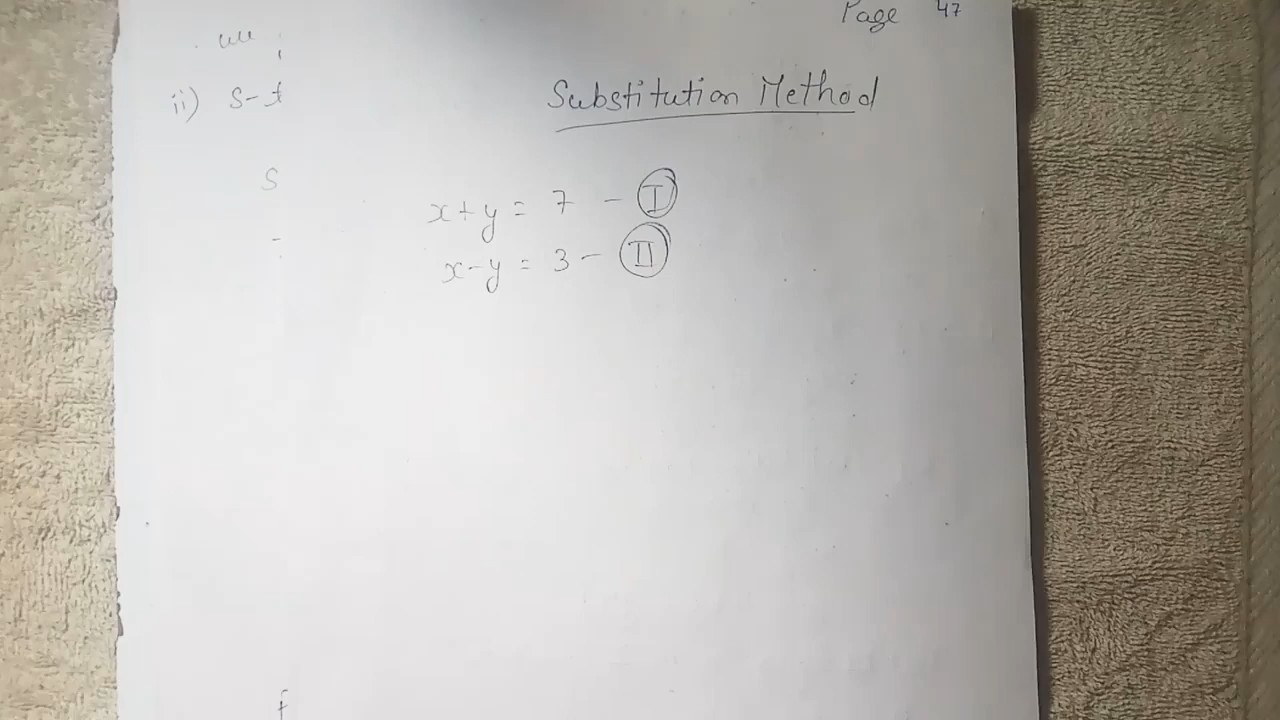 Page 47
Substitution Method
ii) s-t
x+y = 7 - I
x-y = 3 - II